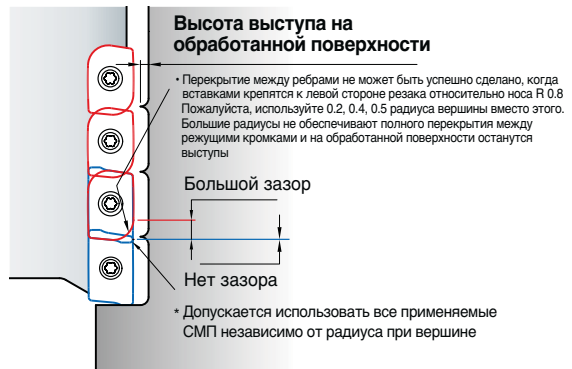 Высота выступа на
обработанной поверхности
• Перекрытие между ребрами не может быть успешно сделано, когда
вставками крепятся к левой стороне резака относительно носа R 0.8
Пожалуйста, используйте 0.2, 0.4, 0.5 радиуса вершины вместо этого.
Большие радиусы не обеспечивают полного перекрытия между
режущими кромками и на обработанной поверхности останутся
выступы
Большой зазор
Нет зазора
* Допускается использовать все применяемые
СМП независимо от радиуса при вершине